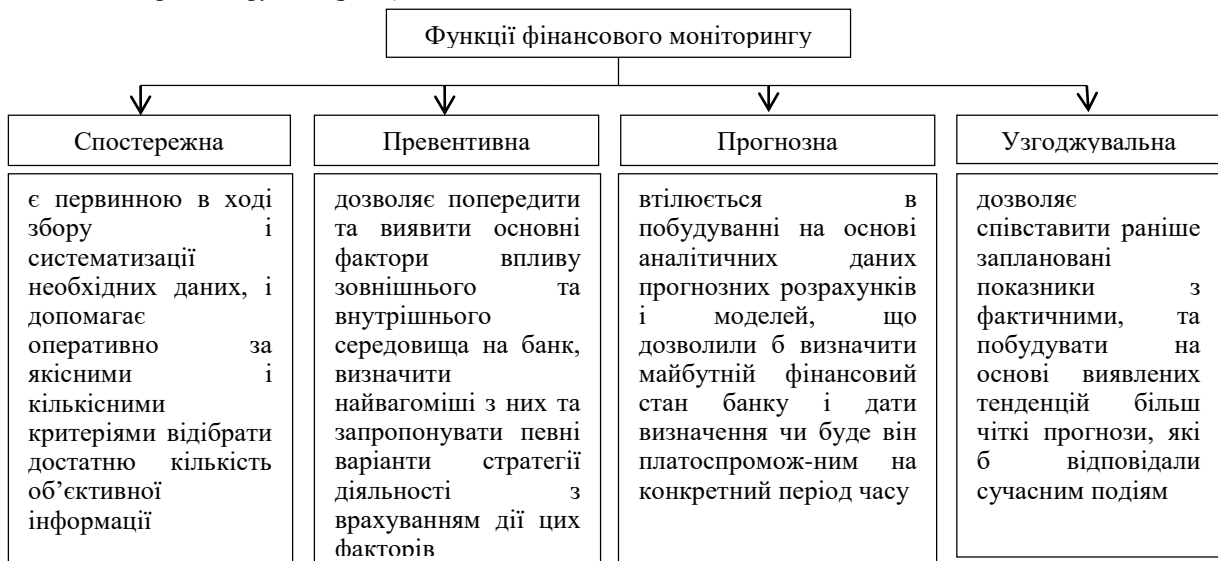 Функції фінансового моніторингу
Спостережна
Превентивна
Прогнозна
Узгоджувальна
є первинною в ході
збору і
систематизації
необхідних даних, і
допомагає
оперативно за
якісними і
кількісними
критеріями відібрати
достатню кількість
об’єктивної
інформації
дозволяє попередити
та виявити основні
фактори впливу
зовнішнього та
внутрішнього
середовища на банк,
визначити
найвагоміші з них та
запропонувати певні
варіанти стратегії
діяльності з
врахуванням дії цих
факторів
втілюється в
побудуванні на основі
аналітичних даних
прогнозних розрахунків
і моделей, що
дозволили б визначити
майбутній фінансовий
стан банку і дати
визначення чи буде він
платоспромож-ним на
конкретний період часу
дозволяє
співставити раніше
заплановані
показники з
фактичними, та
побудувати на
основі виявлених
тенденцій більш
чіткі прогнози, які
б відповідали
сучасним подіям